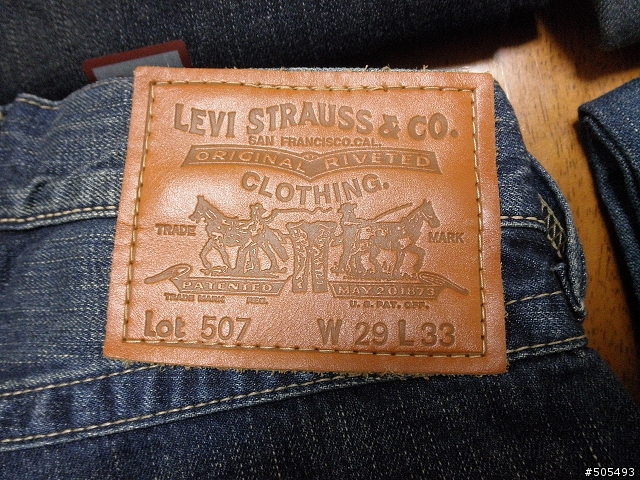 LEVI STRAUSS & CO.
SAN FRANCISCO.CAL.
ORIGINAL RIVETED
CLOTHING.
TRADE MARK
PATENTED MAY 20 1873
TRADE MARK REG. U.S. PAT. OFF.
Lot 507 W 29 L 33
#505493